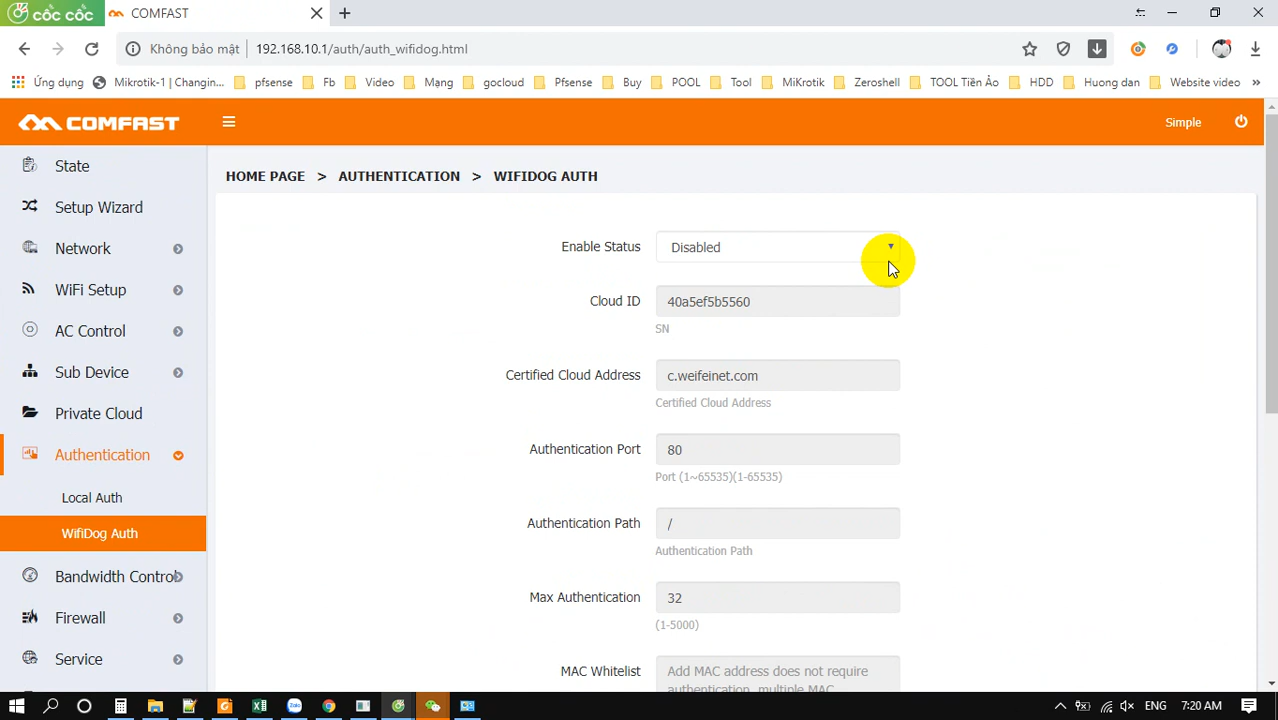 cốc cốc
COMFAST
Không bảo mật
192.168.10.1/auth/auth_wifidog.html
Ứng dụng
Mikrotik-1 | Changin...
pfsense
Fb
Video
Mạng
gocloud
Pfsense
Buy
POOL
Tool
MiKrotik
Zeroshell
TOOL Tiền Ảo
HDD
Huong dan
Website video
»
COMFAST
Simple
State
Setup Wizard
Network
WiFi Setup
AC Control
Sub Device
Private Cloud
Authentication
Local Auth
WifiDog Auth
Bandwidth Control
Firewall
Service
HOME PAGE > AUTHENTICATION > WIFIDOG AUTH
Enable Status
Disabled
Cloud ID
40a5ef5b5560
SN
Certified Cloud Address
c.weifeinet.com
Certified Cloud Address
Authentication Port
80
Port (1~65535)(1-65535)
Authentication Path
/
Authentication Path
Max Authentication
32
(1-5000)
MAC Whitelist
Add MAC address does not require
authentication, multiple MAC
Zalo
ENG
7:20 AM